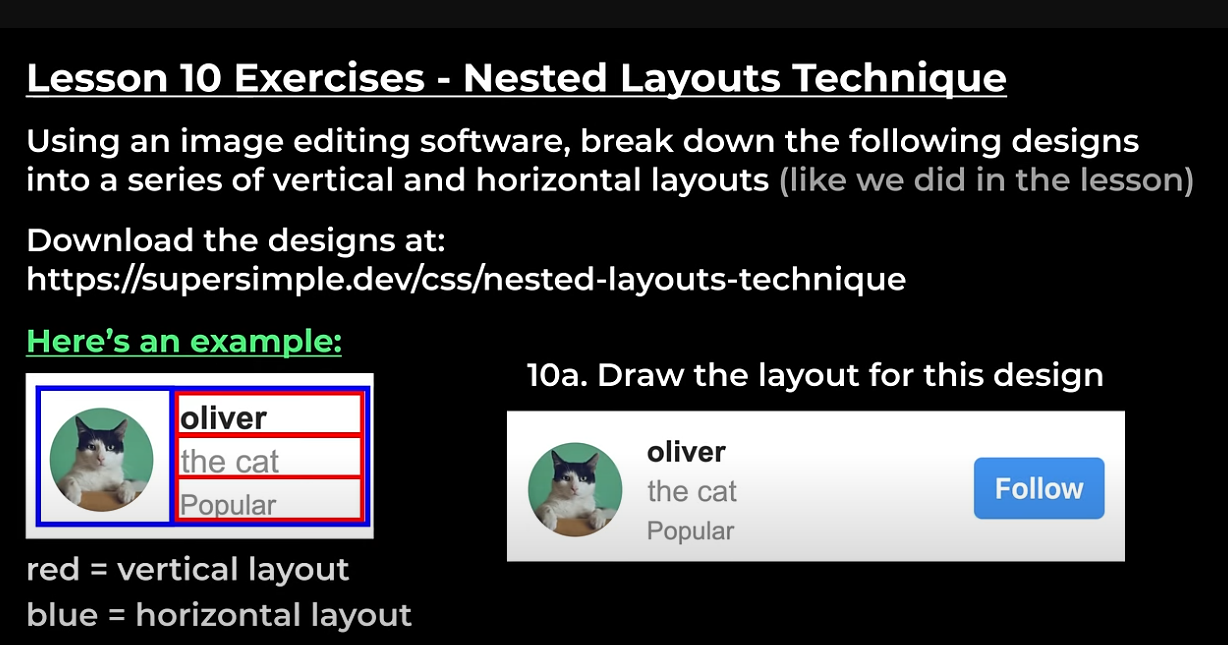 Lesson 10 Exercises - Nested Layouts Technique
Using an image editing software, break down the following designs
into a series of vertical and horizontal layouts (like we did in the lesson)
Download the designs at:
https://supersimple.dev/css/nested-layouts-technique
Here's an example:
oliver
the cat
Popular
red = vertical layout
blue = horizontal layout
10a. Draw the layout for this design
oliver
the cat
Popular
Follow